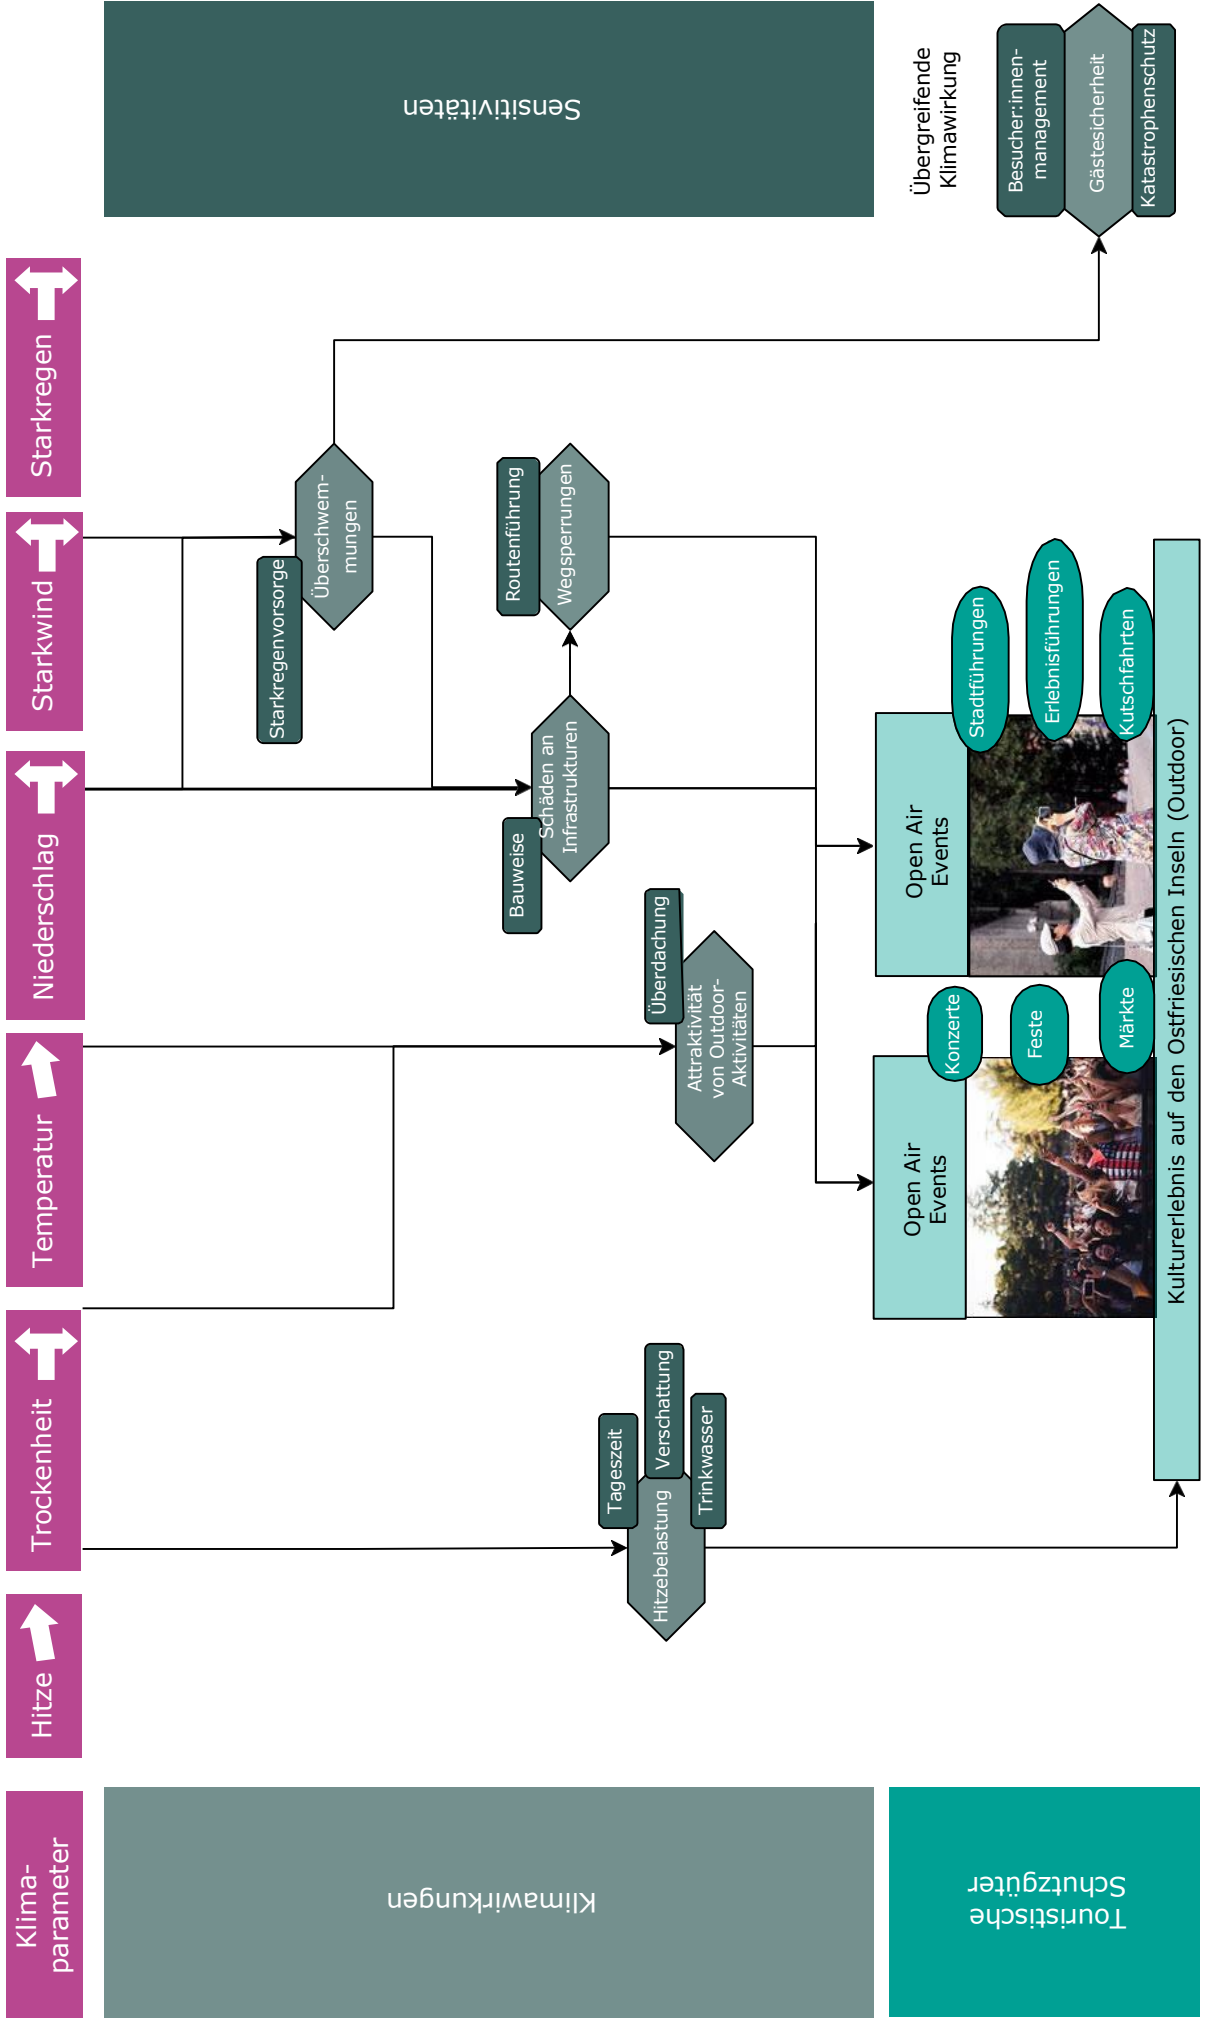 Klima-
parameter
Hitze
Trockenheit
Temperatur
Niederschlag
Starkwind
Starkregen
Klimawirkungen
Sensitivitäten
Starkregenvorsorge
Überschwem-
mungen
Routenführung
Wegsperrungen
Bauweise
Schäden an
Infrastrukturen
Überdachung
Attraktivität
von Outdoor-
Aktivitäten
Tageszeit
Verschattung
Trinkwasser
Hitzebelastung
Touristische
Schutzgüter
Open Air
Events
Konzerte
Feste
Märkte
Open Air
Events
Stadtführungen
Erlebnisführungen
Kutschfahrten
Kulturerlebnis auf den Ostfriesischen Inseln (Outdoor)
Übergreifende
Klimawirkung
Besucher:innen-
management
Gästesicherheit
Katastrophenschutz